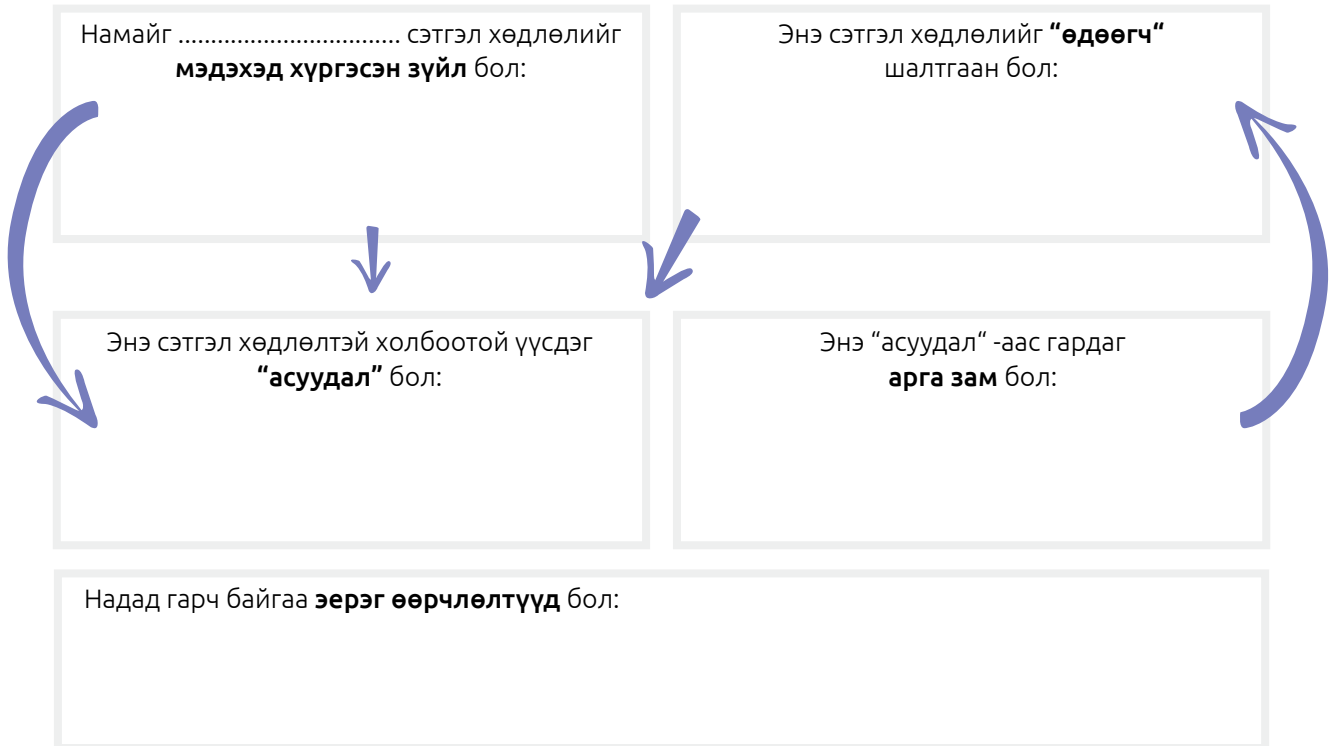 Намайг .................................. сэтгэл хөдлөлийг
мэдэхэд хүргэсэн зүйл бол:
Энэ сэтгэл хөдлөлийг “өдөөгч“
шалтгаан бол:
Энэ сэтгэл хөдлөлтэй холбоотой үүсдэг
“асуудал” бол:
Энэ “асуудал“ -аас гардаг
арга зам бол:
Надад гарч байгаа эерэг өөрчлөлтүүд бол: